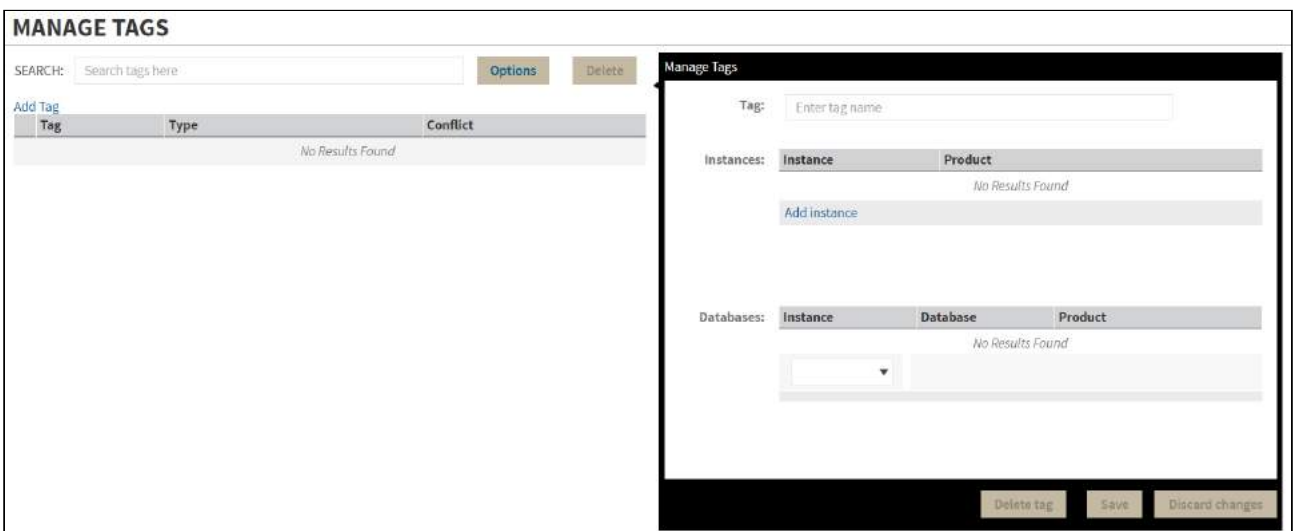 MANAGE TAGS
SEARCH: Search tags here Options Delete
Add Tag
Tag Type Conflict
No Results Found
Manage Tags
Tag: Enter tag name
Instances: Instance Product
No Results Found
Add instance
Databases: Instance Database Product
No Results Found
Delete tag Save Discard changes